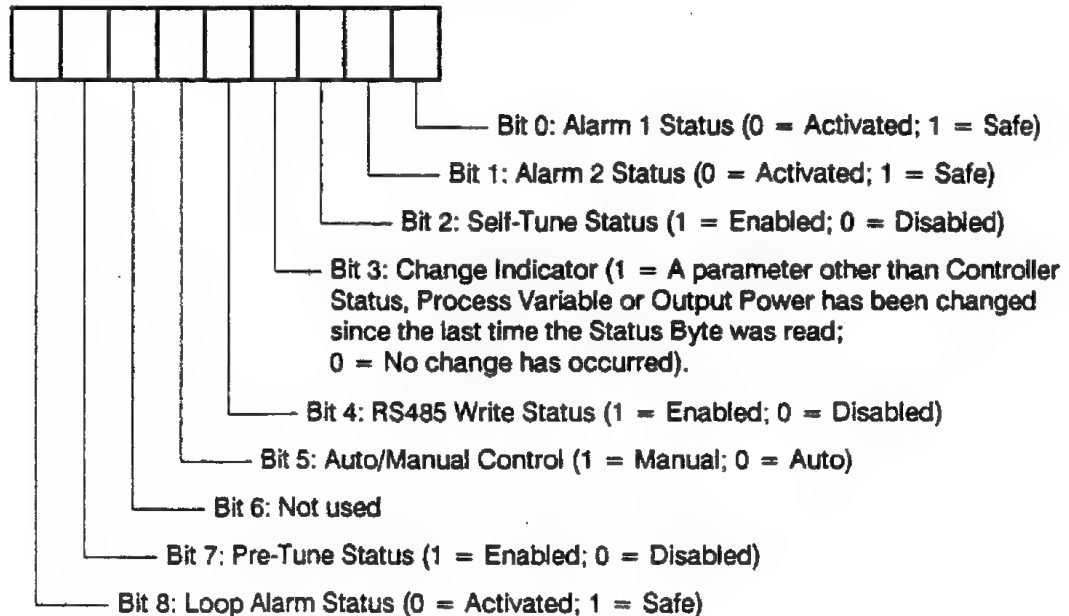 Bit 0: Alarm 1 Status (0 = Activated; 1 = Safe)
Bit 1: Alarm 2 Status (0 = Activated; 1 = Safe)
Bit 2: Self-Tune Status (1 = Enabled; 0 = Disabled)
Bit 3: Change Indicator (1 = A parameter other than Controller
Status, Process Variable or Output Power has been changed
since the last time the Status Byte was read;
0 = No change has occurred).
Bit 4: RS485 Write Status (1 = Enabled; 0 = Disabled)
Bit 5: Auto/Manual Control (1 = Manual; 0 = Auto)
Bit 6: Not used
Bit 7: Pre-Tune Status (1 = Enabled; 0 = Disabled)
Bit 8: Loop Alarm Status (0 = Activated; 1 = Safe)